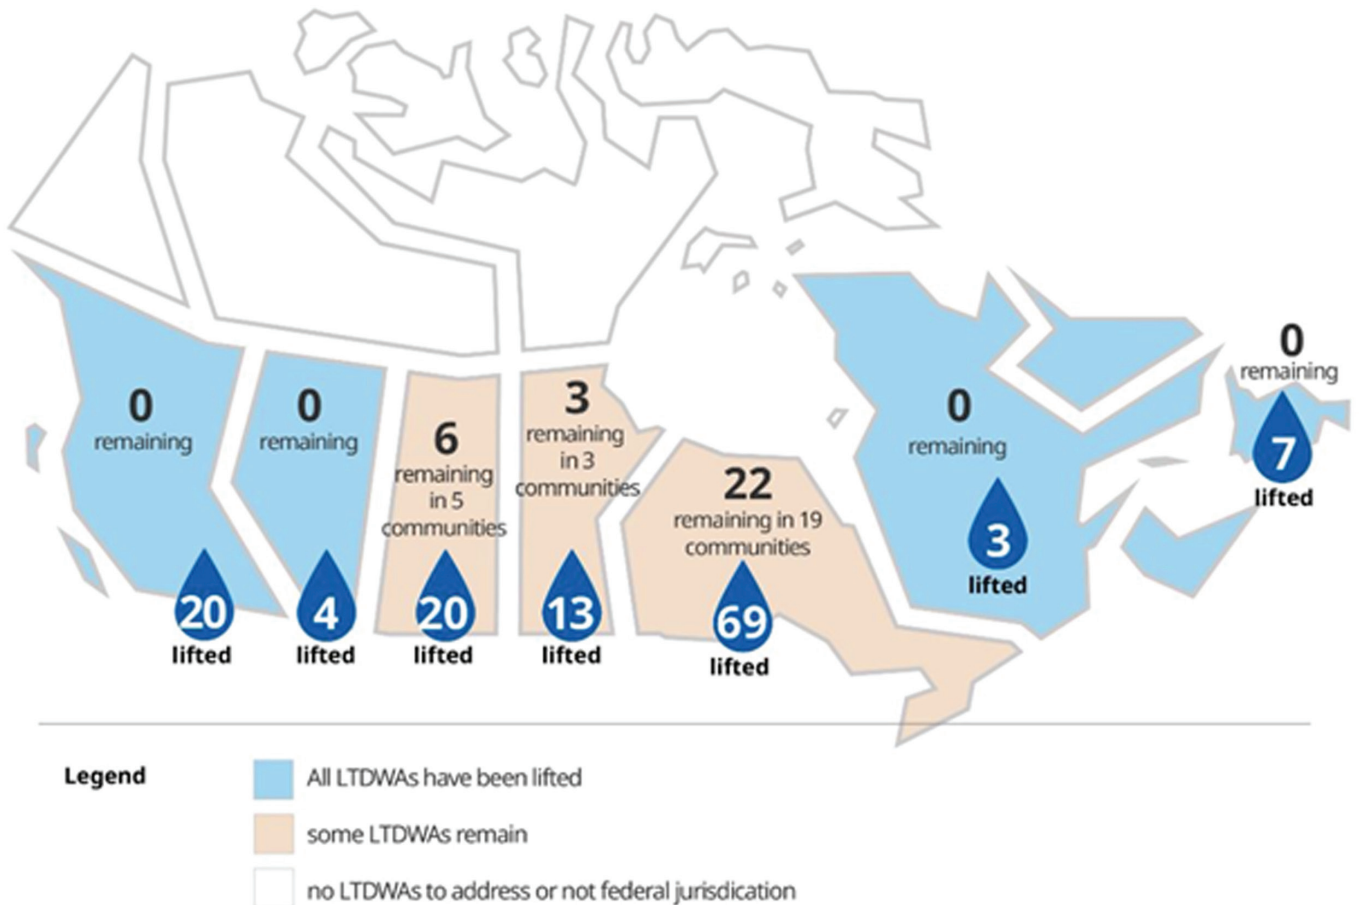 0
remaining
0
remaining
0
remaining
6
remaining
in 5
communities
3
remaining
in 3
communities
22
remaining in 19
communities
0
remaining
20
lifted
4
lifted
20
lifted
13
lifted
69
lifted
3
lifted
7
lifted
Legend
All LTDWAs have been lifted
some LTDWAs remain
no LTDWAs to address or not federal jurisdication